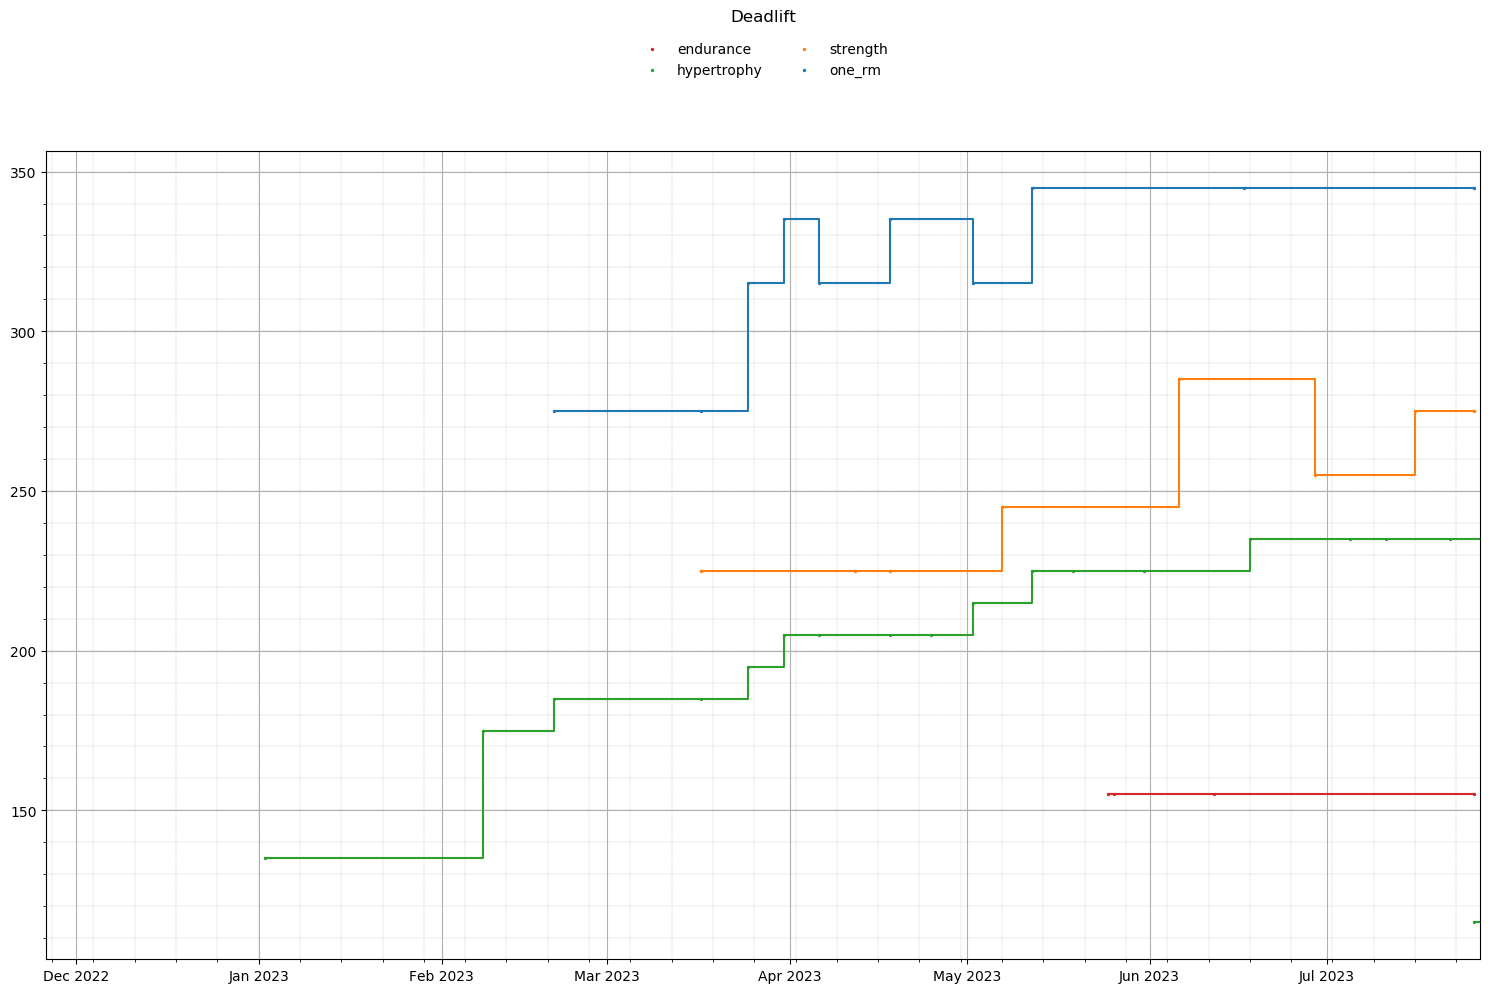 Deadlift
endurance
strength
hypertrophy
one_rm
350
300
250
200
150
Dec 2022
Jan 2023
Feb 2023
Mar 2023
Apr 2023
May 2023
Jun 2023
Jul 2023